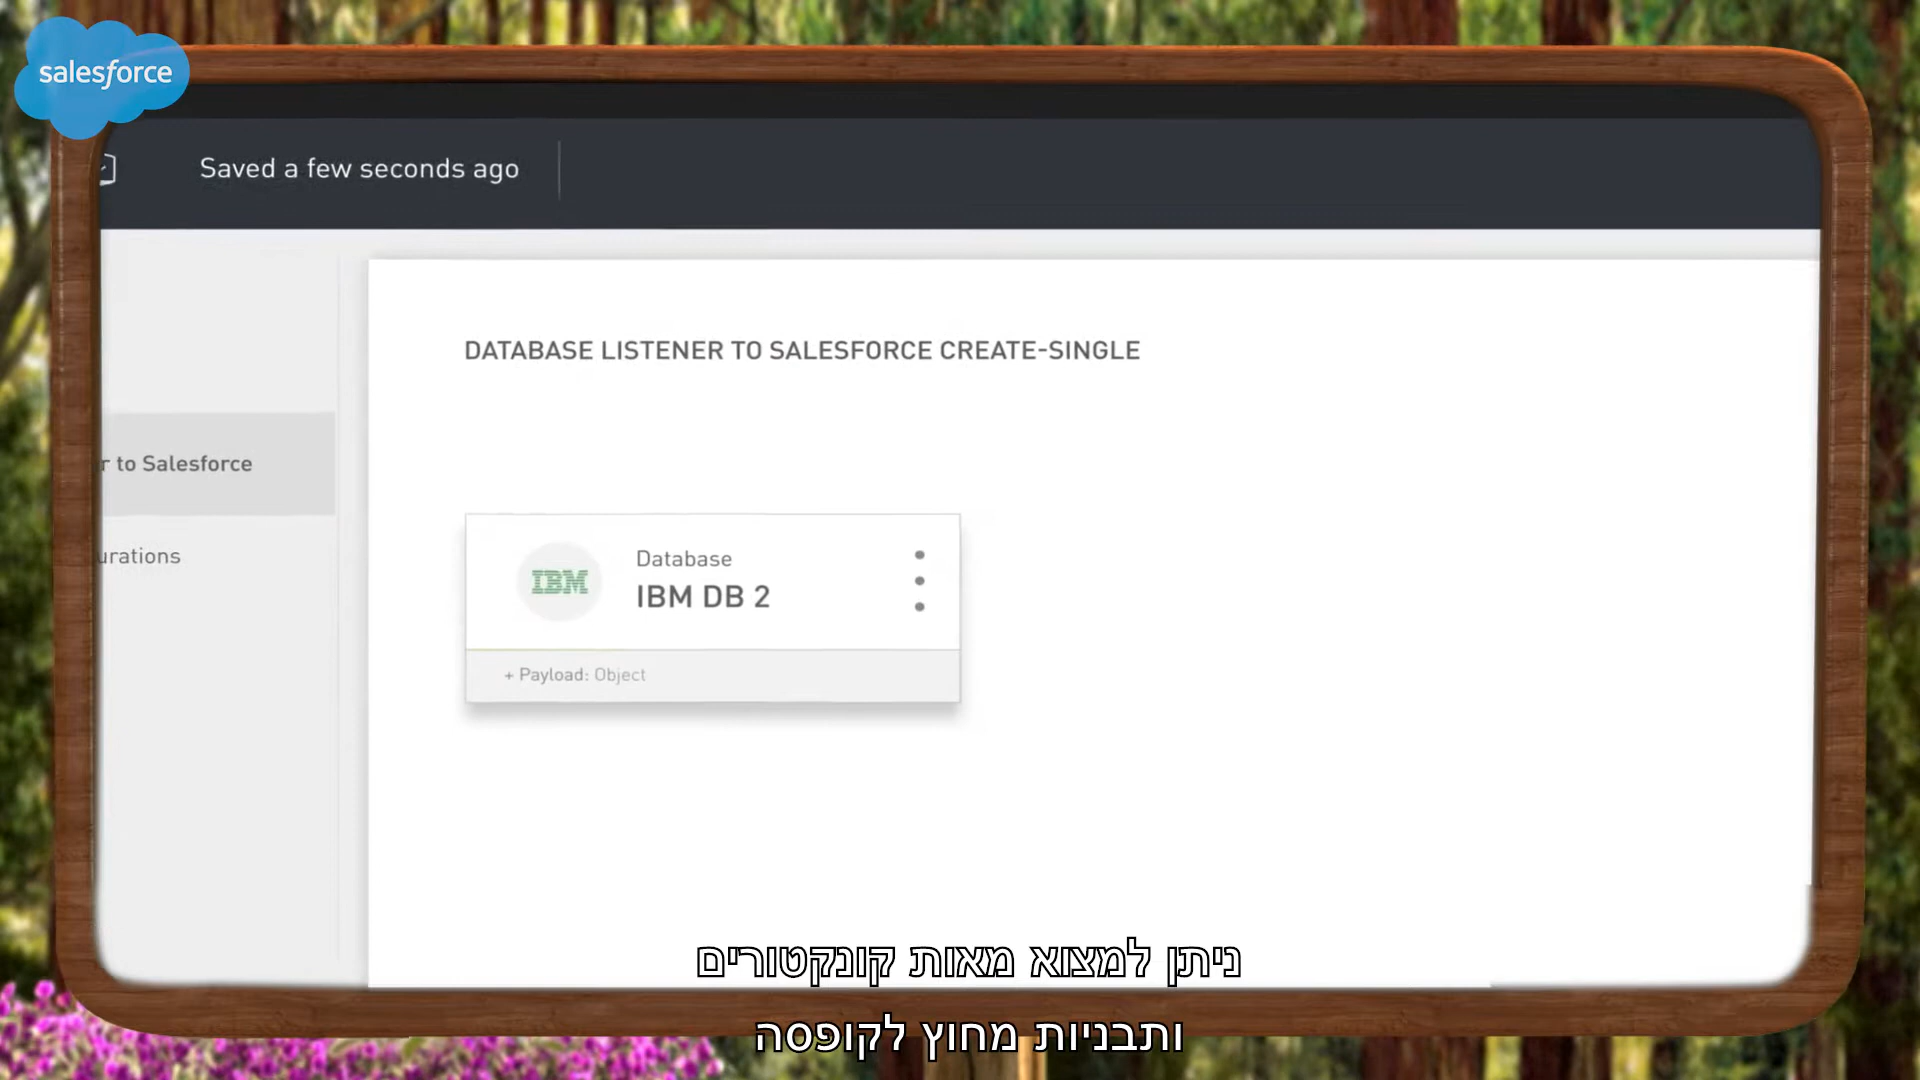 salesforce
Saved a few seconds ago
DATABASE LISTENER TO SALESFORCE CREATE-SINGLE
r to Salesforce
urations
IBM
Database
IBM DB 2
+ Payload: Object
ניתן למצוא מאות קונקטורים
ותבניות מחוץ לקופסה